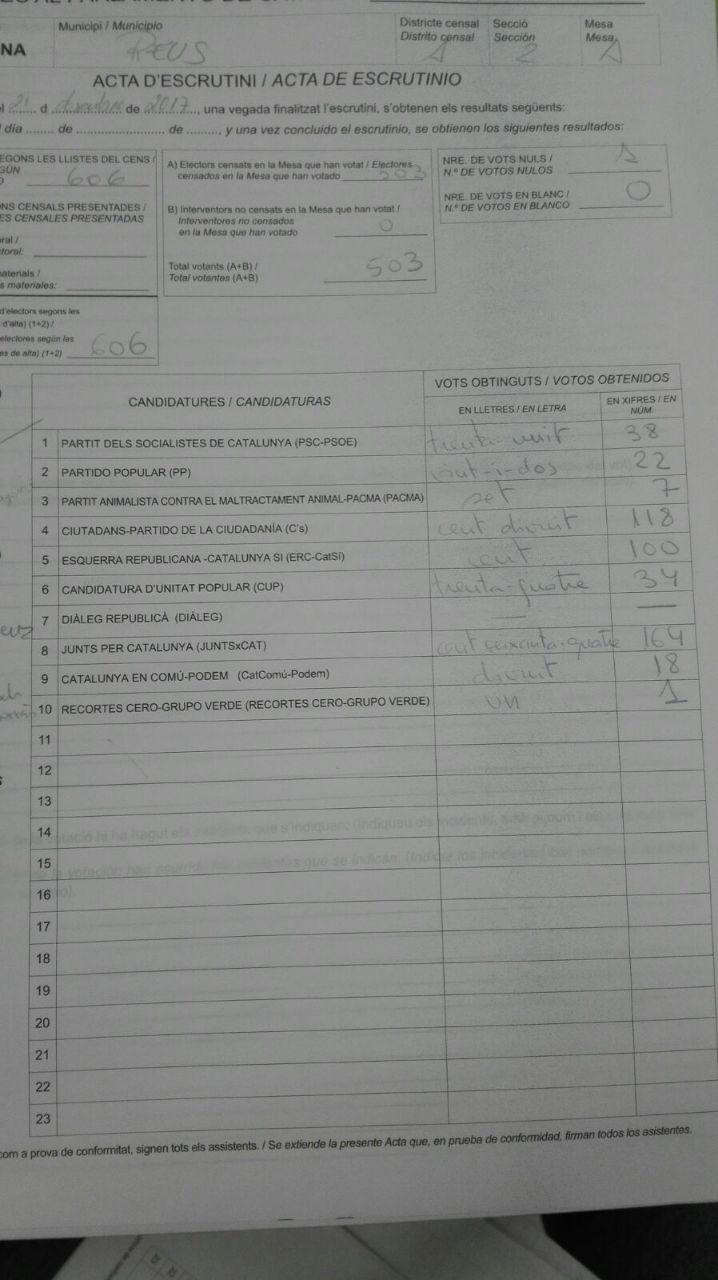 Municipi / Municipio
REUS
Districte censal
Distrito censal
1
Secció
Sección
2
Mesa
Mesa
A
NA
ACTA D'ESCRUTINI / ACTA DE ESCRUTINIO
21 d desembre de 2017, una vegada finalitzat l'escrutini, s'obtenen els resultats següents:
día ........ de ........................ de ........, y una vez concluido el escrutinio, se obtienen los siguientes resultados:
EGONS LES LLISTES DEL CENS /
GÚN
606
NS CENSALS PRESENTADES /
ES CENSALES PRESENTADAS
oral /
ctoral:
materials /
s materiales:
d'electors segons les
d'alta) (1+2) /
electores según las
es de alta) (1+2) 606
A) Electors censats en la Mesa que han votat / Electores
censados en la Mesa que han votado 503
B) Interventors no censats en la Mesa que han votat /
Interventores no censados
en la Mesa que han votado 0
Total votants (A+B) /
Total votantes (A+B) 503
NRE. DE VOTS NULS /
N.º DE VOTOS NULOS 1
NRE. DE VOTS EN BLANC /
N.º DE VOTOS EN BLANCO 0
CANDIDATURES / CANDIDATURAS
VOTS OBTINGUTS / VOTOS OBTENIDOS
EN LLETRES / EN LETRA
EN XIFRES / EN
NÚM.
1 PARTIT DELS SOCIALISTES DE CATALUNYA (PSC-PSOE) trenta-vuit 38
2 PARTIDO POPULAR (PP) vint-i-dos 22
3 PARTIT ANIMALISTA CONTRA EL MALTRACTAMENT ANIMAL-PACMA (PACMA) set 7
4 CIUTADANS-PARTIDO DE LA CIUDADANÍA (C's) cent divuit 118
5 ESQUERRA REPUBLICANA -CATALUNYA SI (ERC-CatSí) cent 100
6 CANDIDATURA D'UNITAT POPULAR (CUP) trenta-quatre 34
7 DIÀLEG REPUBLICÀ (DIÀLEG) — —
8 JUNTS PER CATALUNYA (JUNTSxCAT) cent seixanta-quatre 164
9 CATALUNYA EN COMÚ-PODEM (CatComú-Podem) divuit 18
10 RECORTES CERO-GRUPO VERDE (RECORTES CERO-GRUPO VERDE) un 1
11
12
13
14
15
16
17
18
19
20
21
22
23
com a prova de conformitat, signen tots els assistents. / Se extiende la presente Acta que, en prueba de conformidad, firman todos los asistentes.